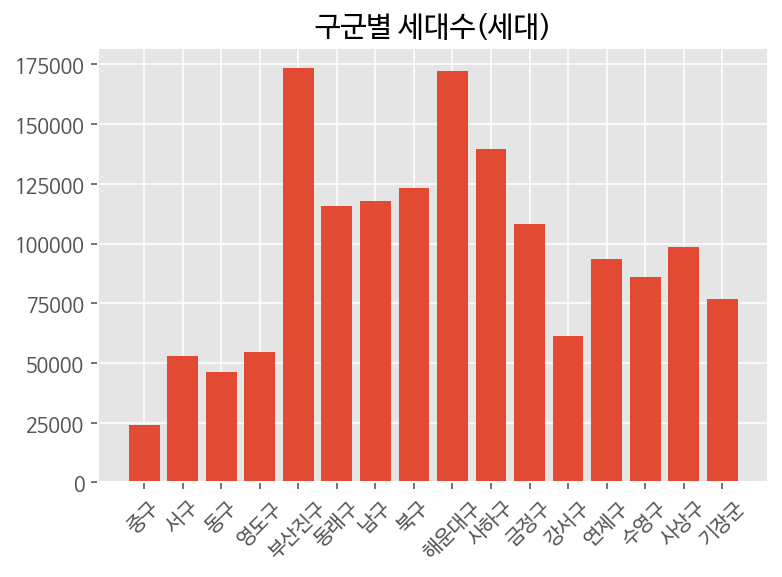 구군별 세대수(세대)
175000
150000
125000
100000
75000
50000
25000
0
중구
서구
동구
영도구
부산진구
동래구
남구
북구
해운대구
사하구
금정구
강서구
연제구
수영구
사상구
기장군